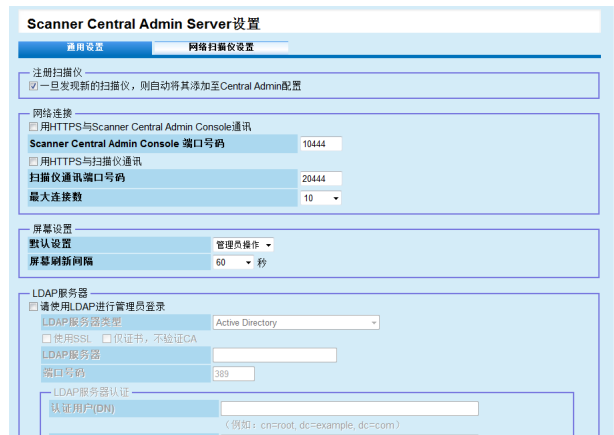 Scanner Central Admin Server设置
通用设置 网络扫描仪设置
注册扫描仪
一旦发现新的扫描仪，则自动将其添加至Central Admin配置
网络连接
用HTTPS与Scanner Central Admin Console通讯
Scanner Central Admin Console 端口号码 10444
用HTTPS与扫描仪通讯
扫描仪通讯端口号码 20444
最大连接数 10
屏幕设置
默认设置 管理员操作
屏幕刷新间隔 60 秒
LDAP服务器
请使用LDAP进行管理员登录
LDAP服务器类型 Active Directory
使用SSL 仅证书，不验证CA
LDAP服务器
端口号码 389
LDAP服务器认证
认证用户(DN)
（例如：cn=root, dc=example, dc=com）